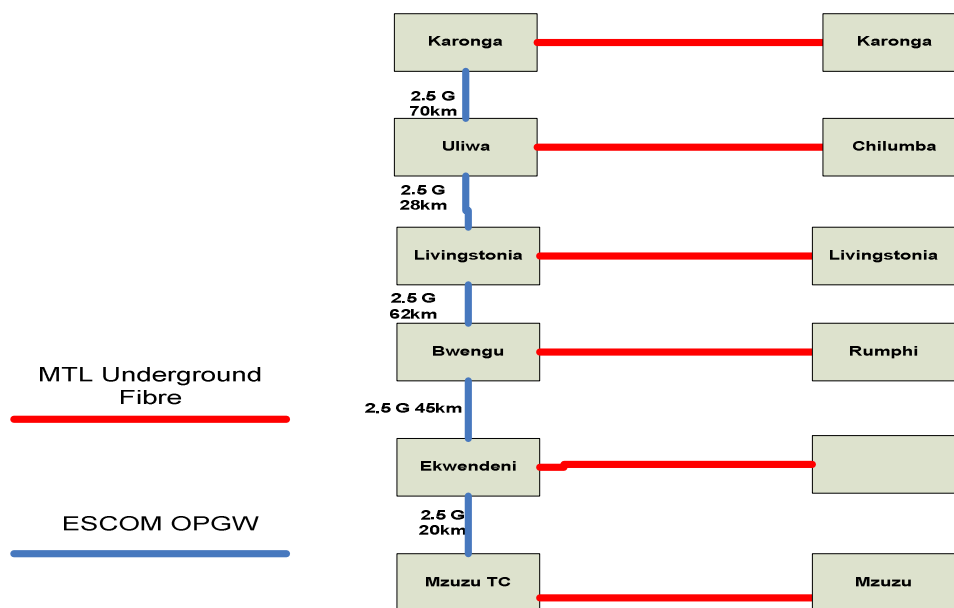 Karonga
Karonga
2.5 G
70km
Uliwa
Chilumba
2.5 G
28km
Livingstonia
Livingstonia
2.5 G
62km
Bwengu
Rumphi
MTL Underground
Fibre
2.5 G 45km
Ekwendeni
ESCOM OPGW
2.5 G
20km
Mzuzu TC
Mzuzu